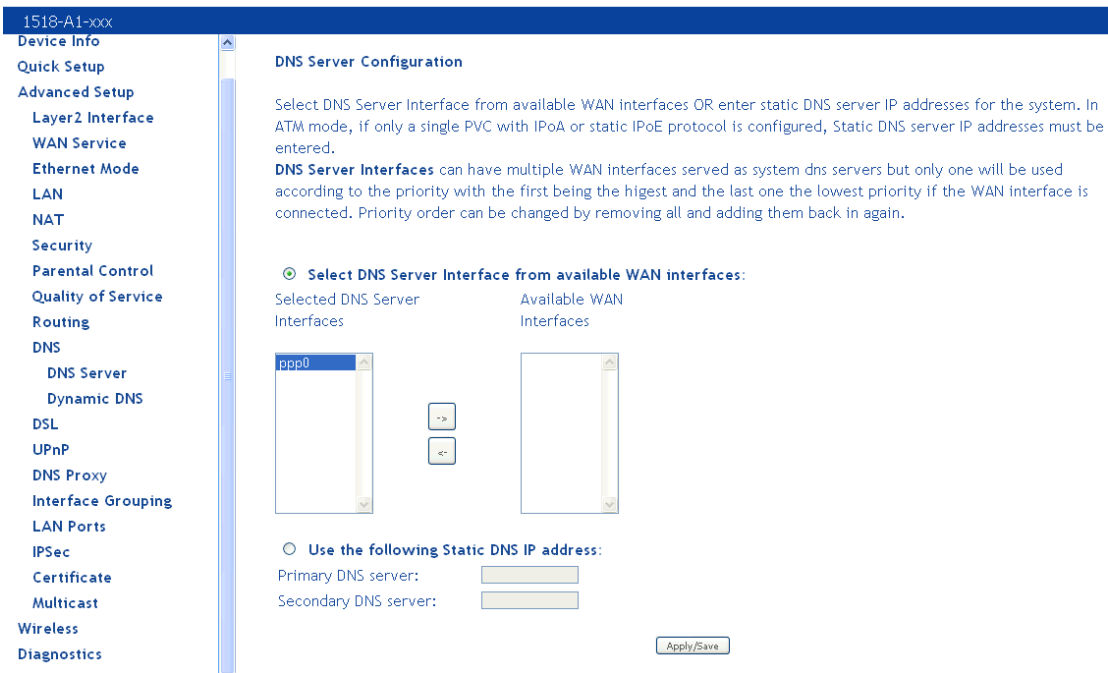 1518-A1-xxx
Device Info
Quick Setup
Advanced Setup
Layer2 Interface
WAN Service
Ethernet Mode
LAN
NAT
Security
Parental Control
Quality of Service
Routing
DNS
DNS Server
Dynamic DNS
DSL
UPnP
DNS Proxy
Interface Grouping
LAN Ports
IPSec
Certificate
Multicast
Wireless
Diagnostics
DNS Server Configuration
Select DNS Server Interface from available WAN interfaces OR enter static DNS server IP addresses for the system. In
ATM mode, if only a single PVC with IPoA or static IPoE protocol is configured, Static DNS server IP addresses must be
entered.
DNS Server Interfaces can have multiple WAN interfaces served as system dns servers but only one will be used
according to the priority with the first being the higest and the last one the lowest priority if the WAN interface is
connected. Priority order can be changed by removing all and adding them back in again.
Select DNS Server Interface from available WAN interfaces:
Selected DNS Server
Interfaces
Available WAN
Interfaces
ppp0
->
<-
Use the following Static DNS IP address:
Primary DNS server:
Secondary DNS server:
Apply/Save